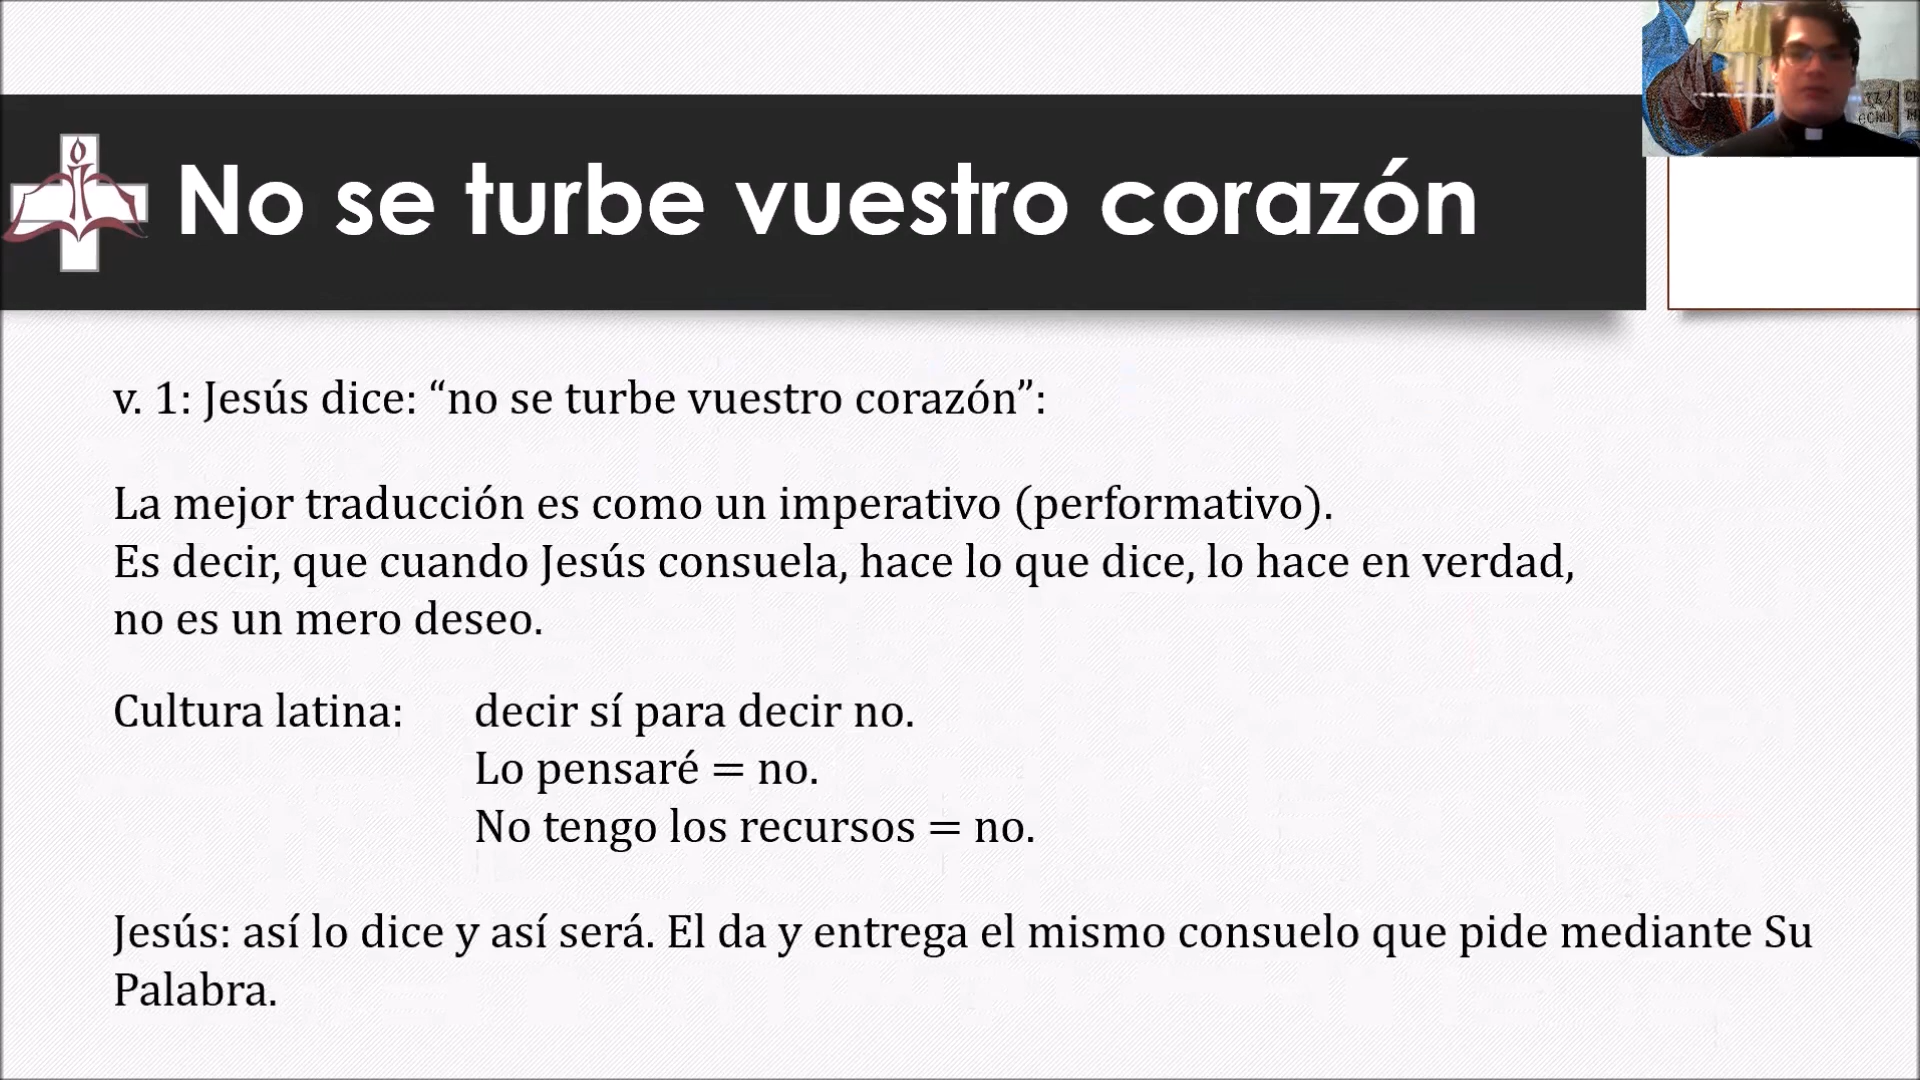 No se turbe vuestro corazón
v. 1: Jesús dice: “no se turbe vuestro corazón”:
La mejor traducción es como un imperativo (performativo).
Es decir, que cuando Jesús consuela, hace lo que dice, lo hace en verdad,
no es un mero deseo.
Cultura latina: decir sí para decir no.
Lo pensaré = no.
No tengo los recursos = no.
Jesús: así lo dice y así será. El da y entrega el mismo consuelo que pide mediante Su
Palabra.